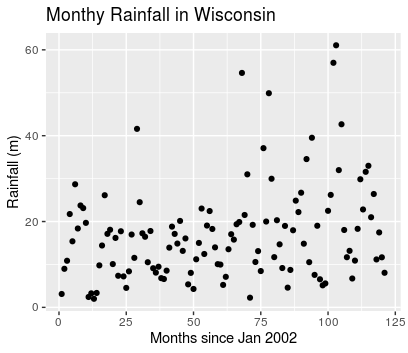 Monthy Rainfall in Wisconsin
Rainfall (m)
60
40
20
0
0 25 50 75 100 125
Months since Jan 2002